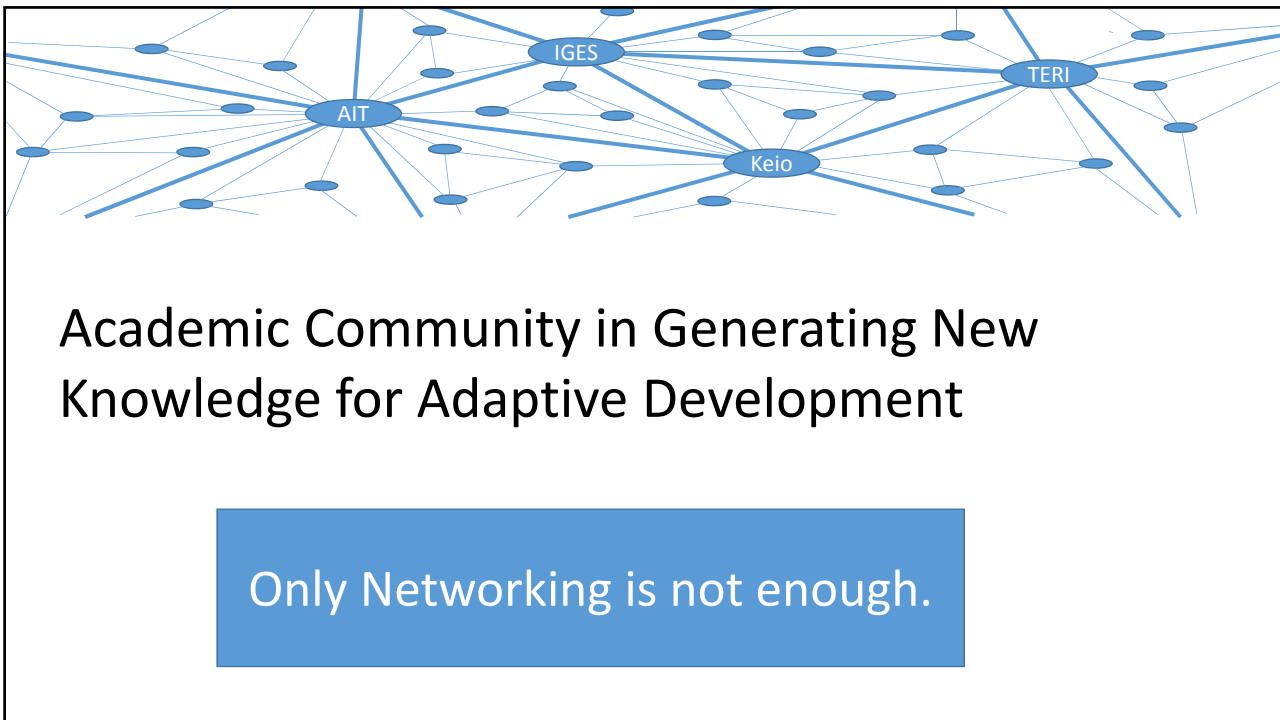 IGES
TERI
AIT
Keio
Academic Community in Generating New
Knowledge for Adaptive Development
Only Networking is not enough.